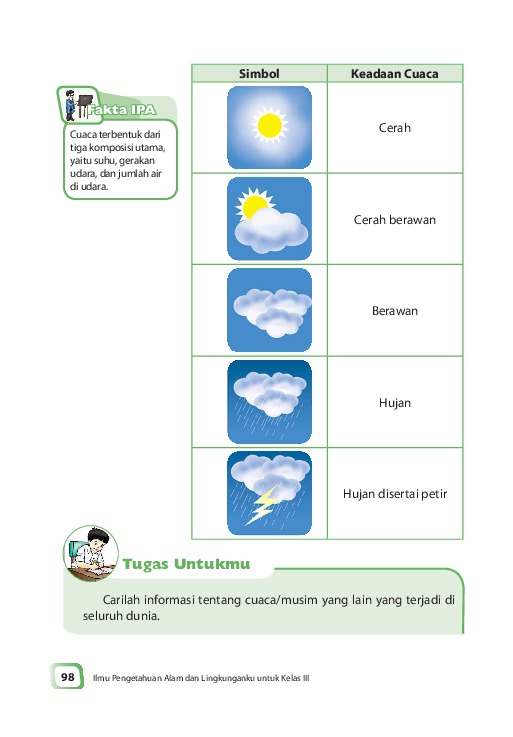 Simbol
Keadaan Cuaca
Fakta IPA
Cuaca terbentuk dari
tiga komposisi utama,
yaitu suhu, gerakan
udara, dan jumlah air
di udara.
Cerah
Cerah berawan
Berawan
Hujan
Hujan disertai petir
Tugas Untukmu
Carilah informasi tentang cuaca/musim yang lain yang terjadi di
seluruh dunia.
98
Ilmu Pengetahuan Alam dan Lingkunganku untuk Kelas III